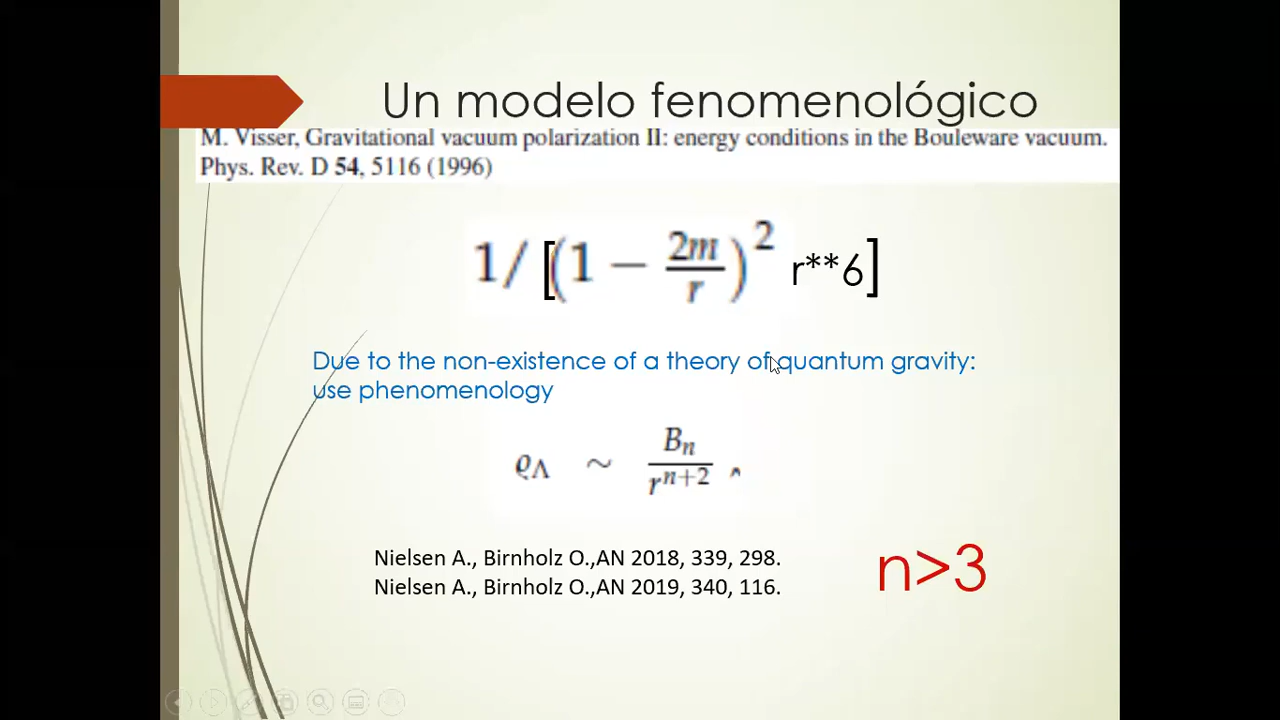 Un modelo fenomenológico
M. Visser, Gravitational vacuum polarization II: energy conditions in the Bouleware vacuum.
Phys. Rev. D 54, 5116 (1996)
1/[(1 − 2m/r)^2 r**6]
Due to the non-existence of a theory of quantum gravity:
use phenomenology
ϱ_Λ ∼ B_n/r^{n+2} ,
Nielsen A., Birnholz O.,AN 2018, 339, 298.
Nielsen A., Birnholz O.,AN 2019, 340, 116.
n>3